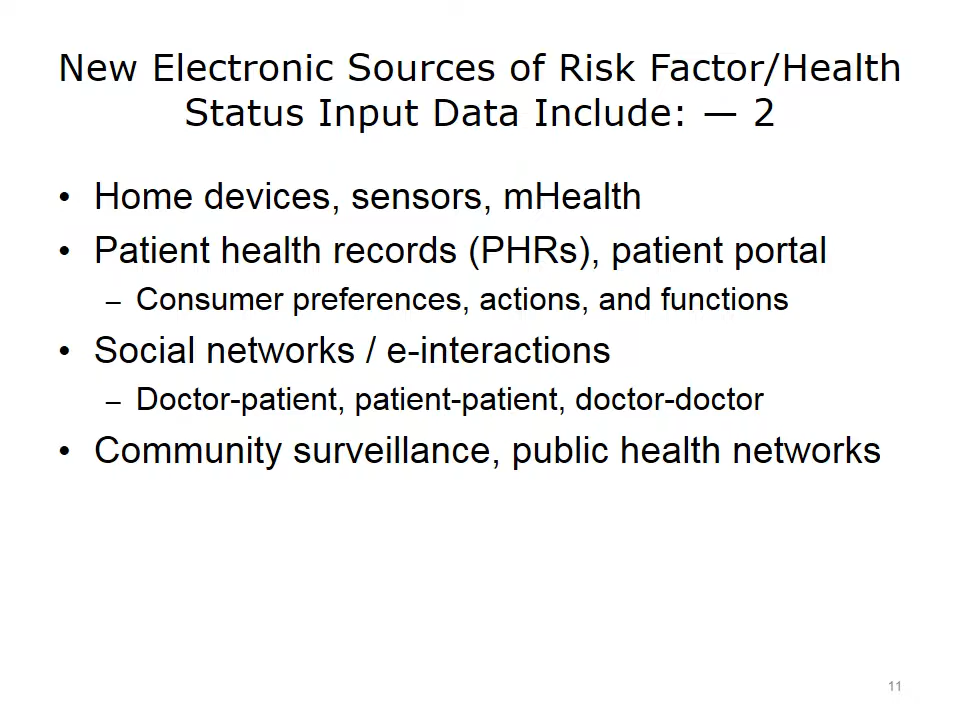 New Electronic Sources of Risk Factor/Health
Status Input Data Include: — 2
• Home devices, sensors, mHealth
• Patient health records (PHRs), patient portal
– Consumer preferences, actions, and functions
• Social networks / e-interactions
– Doctor-patient, patient-patient, doctor-doctor
• Community surveillance, public health networks
11